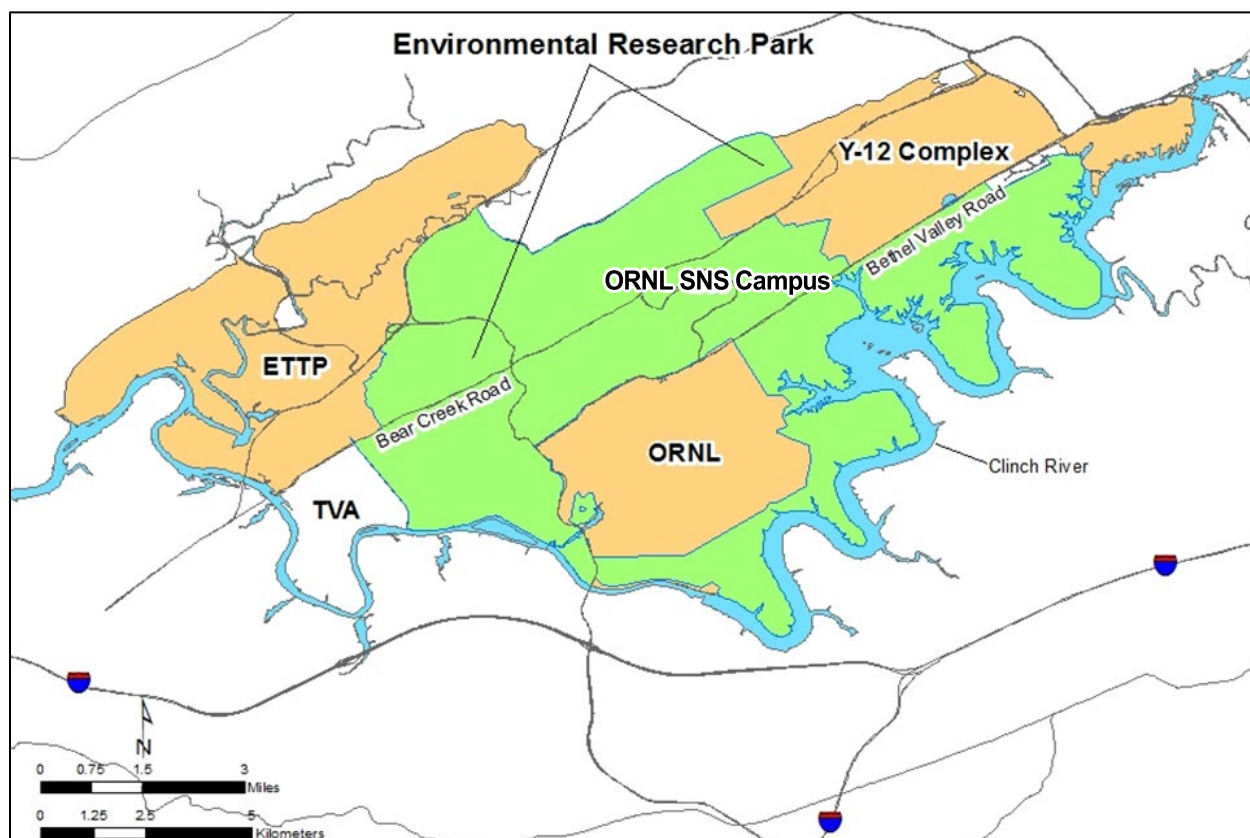 Environmental Research Park
Y-12 Complex
Bethel Valley Road
ORNL SNS Campus
ETTP
Bear Creek Road
ORNL
Clinch River
TVA
N
0 0.75 1.5 3
Miles
0 1.25 2.5 5
Kilometers